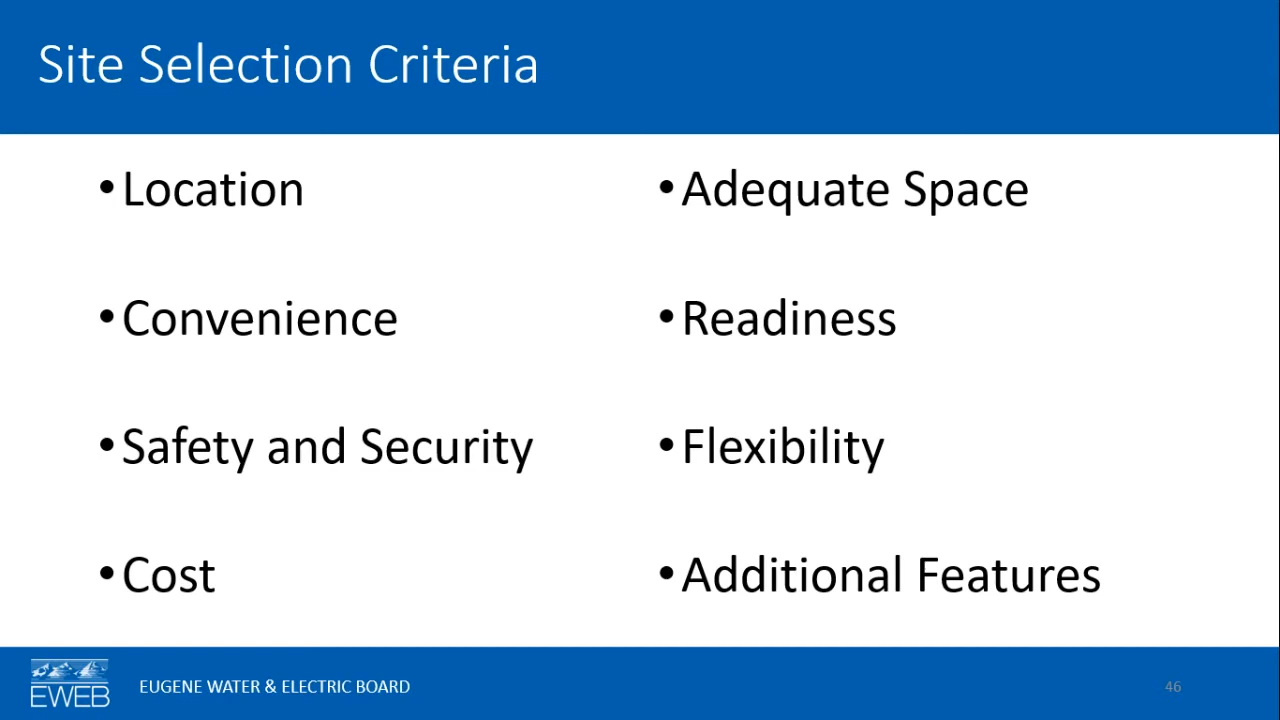 Site Selection Criteria
•Location
•Convenience
•Safety and Security
•Cost
•Adequate Space
•Readiness
•Flexibility
•Additional Features
EWEB
EUGENE WATER & ELECTRIC BOARD
46